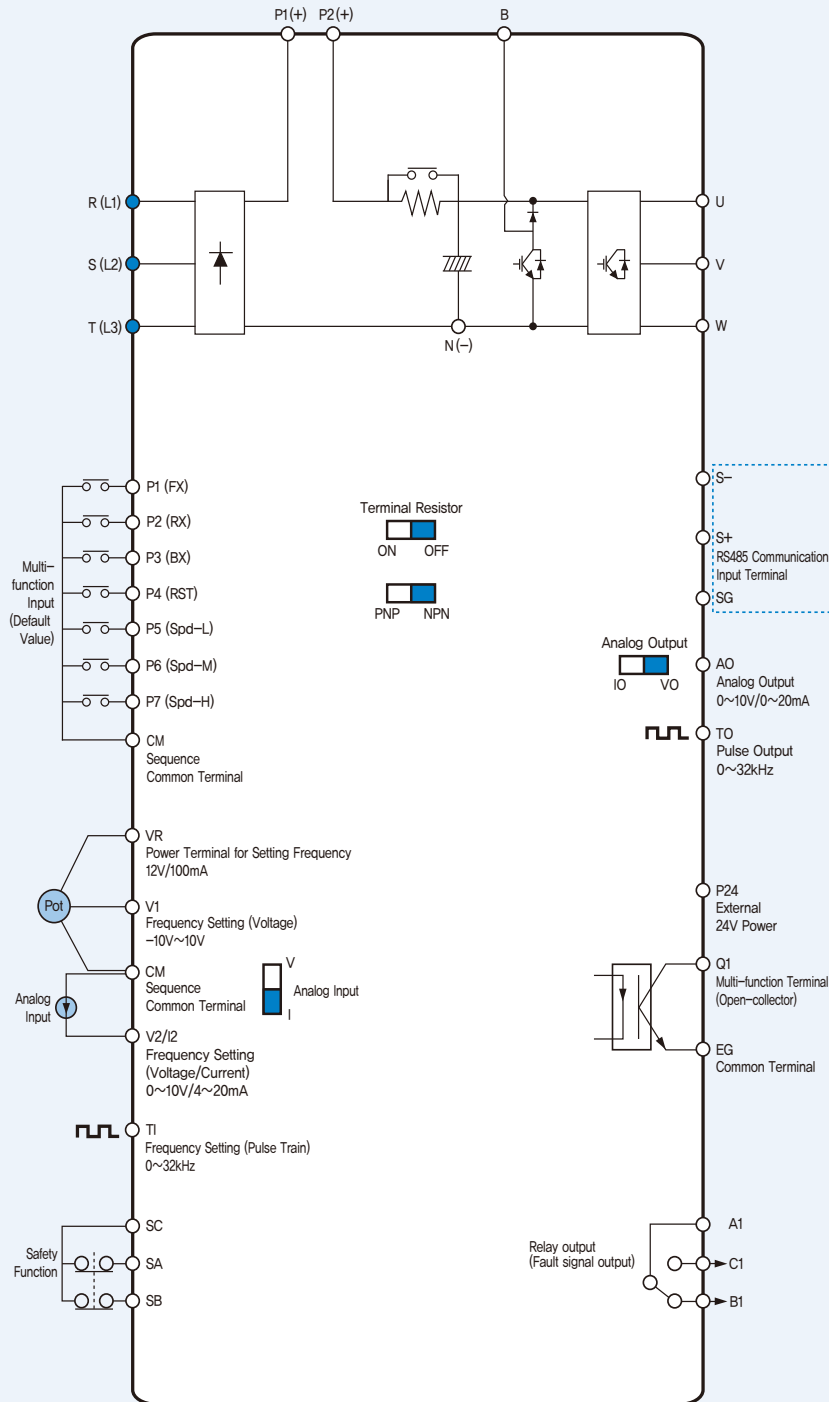 P1(+)
P2(+)
B
R (L1)
S (L2)
T (L3)
U
V
W
N (−)
Multi−
function
Input
(Default
Value)
P1 (FX)
P2 (RX)
P3 (BX)
P4 (RST)
P5 (Spd−L)
P6 (Spd−M)
P7 (Spd−H)
CM
Sequence
Common Terminal
Terminal Resistor
ON OFF
PNP NPN
S−
S+
RS485 Communication
Input Terminal
SG
Analog Output
IO VO
AO
Analog Output
0~10V/0~20mA
TO
Pulse Output
0~32kHz
Pot
VR
Power Terminal for Setting Frequency
12V/100mA
V1
Frequency Setting (Voltage)
−10V~10V
CM
Sequence
Common Terminal
V
Analog Input
I
Analog
Input
V2/I2
Frequency Setting
(Voltage/Current)
0~10V/4~20mA
TI
Frequency Setting (Pulse Train)
0~32kHz
P24
External
24V Power
Q1
Multi−function Terminal
(Open−collector)
EG
Common Terminal
Safety
Function
SC
SA
SB
Relay output
(Fault signal output)
A1
C1
B1